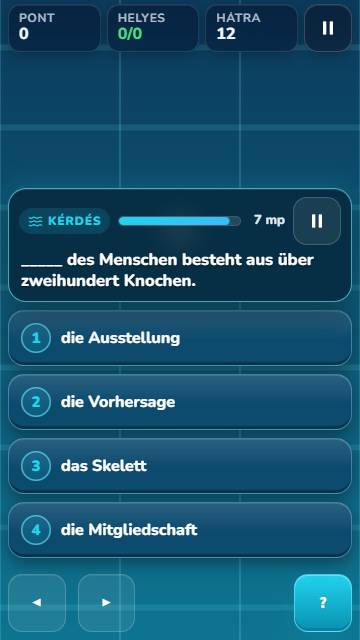 PONT
0
HELYES
0/0
HÁTRA
12
KÉRDÉS
7 mp
_____ des Menschen besteht aus über
zweihundert Knochen.
1 die Ausstellung
2 die Vorhersage
3 das Skelett
4 die Mitgliedschaft
◄ ►
?